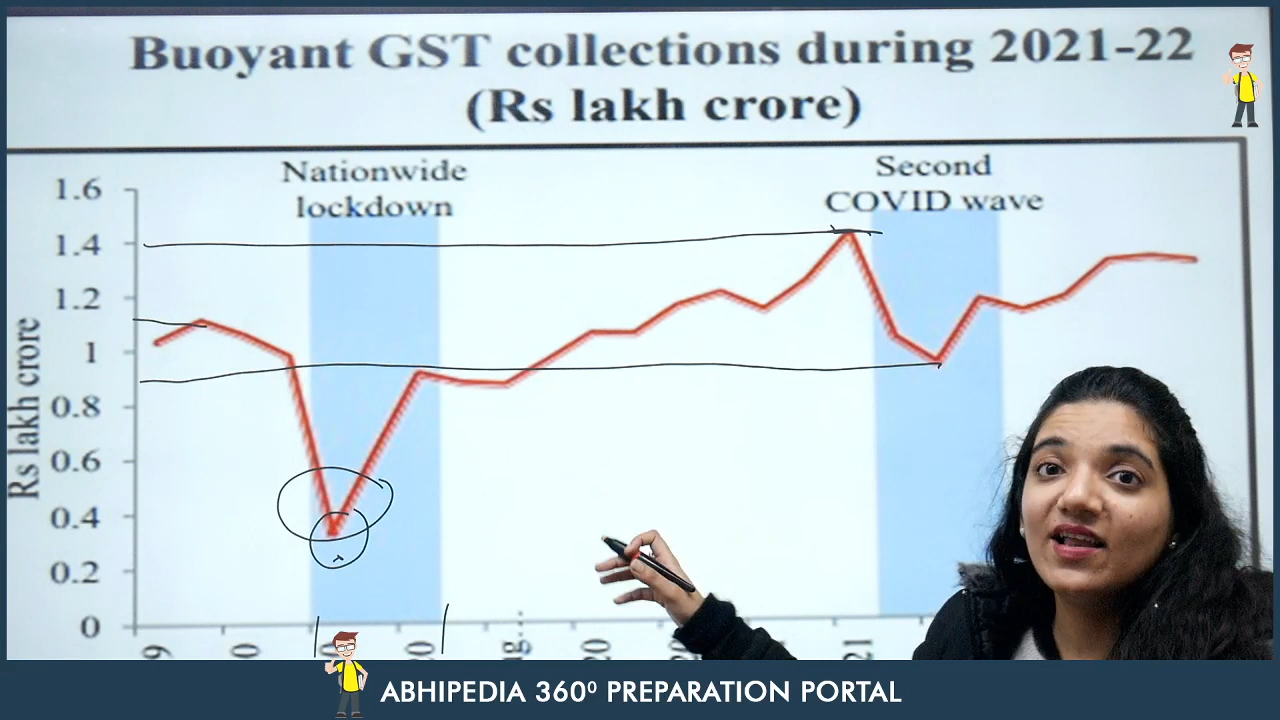 Buoyant GST collections during 2021-22
(Rs lakh crore)
Nationwide
lockdown
Second
COVID wave
1.6
1.4
1.2
1
0.8
0.6
0.4
0.2
0
Rs lakh crore
ABHIPEDIA 360⁰ PREPARATION PORTAL